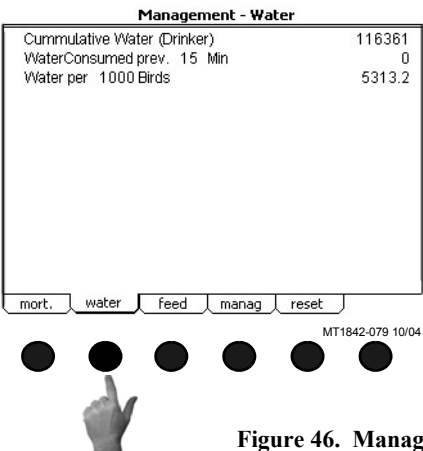 Management - Water
Cummulative Water (Drinker) 116361
WaterConsumed prev. 15 Min 0
Water per 1000 Birds 5313.2
mort. water feed manag reset
MT1842-079 10/04
Figure 46. Manag